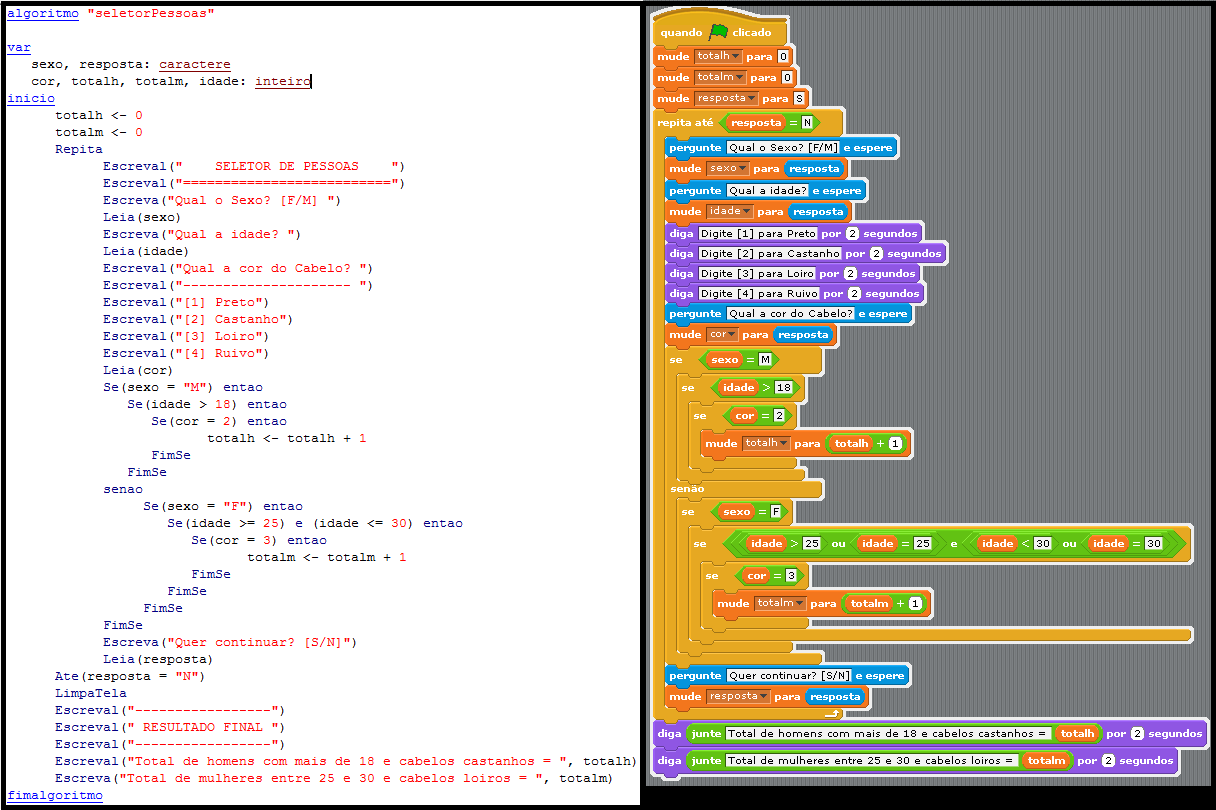 algoritmo "seletorPessoas"
var
sexo, resposta: caractere
cor, totalh, totalm, idade: inteiro
inicio
totalh <- 0
totalm <- 0
Repita
Escreval("    SELETOR DE PESSOAS    ")
Escreval("==========================")
Escreva("Qual o Sexo? [F/M] ")
Leia(sexo)
Escreva("Qual a idade? ")
Leia(idade)
Escreval("Qual a cor do Cabelo? ")
Escreval("--------------------- ")
Escreval("[1] Preto")
Escreval("[2] Castanho")
Escreval("[3] Loiro")
Escreval("[4] Ruivo")
Leia(cor)
Se(sexo = "M") entao
Se(idade > 18) entao
Se(cor = 2) entao
totalh <- totalh + 1
FimSe
FimSe
senao
Se(sexo = "F") entao
Se(idade >= 25) e (idade <= 30) entao
Se(cor = 3) entao
totalm <- totalm + 1
FimSe
FimSe
FimSe
FimSe
Escreva("Quer continuar? [S/N]")
Leia(resposta)
Ate(resposta = "N")
LimpaTela
Escreval("-----------------")
Escreval(" RESULTADO FINAL ")
Escreval("-----------------")
Escreval("Total de homens com mais de 18 e cabelos castanhos = ", totalh)
Escreva("Total de mulheres entre 25 e 30 e cabelos loiros = ", totalm)
fimalgoritmo
quando clicado
mude totalh para 0
mude totalm para 0
mude resposta para S
repita até resposta = N
pergunte Qual o Sexo? [F/M] e espere
mude sexo para resposta
pergunte Qual a idade? e espere
mude idade para resposta
diga Digite [1] para Preto por 2 segundos
diga Digite [2] para Castanho por 2 segundos
diga Digite [3] para Loiro por 2 segundos
diga Digite [4] para Ruivo por 2 segundos
pergunte Qual a cor do Cabelo? e espere
mude cor para resposta
se sexo = M
se idade > 18
se cor = 2
mude totalh para totalh + 1
senão
se sexo = F
se idade > 25 ou idade = 25 e idade < 30 ou idade = 30
se cor = 3
mude totalm para totalm + 1
pergunte Quer continuar? [S/N] e espere
mude resposta para resposta
diga junte Total de homens com mais de 18 e cabelos castanhos = totalh por 2 segundos
diga junte Total de mulheres entre 25 e 30 e cabelos loiros = totalm por 2 segundos